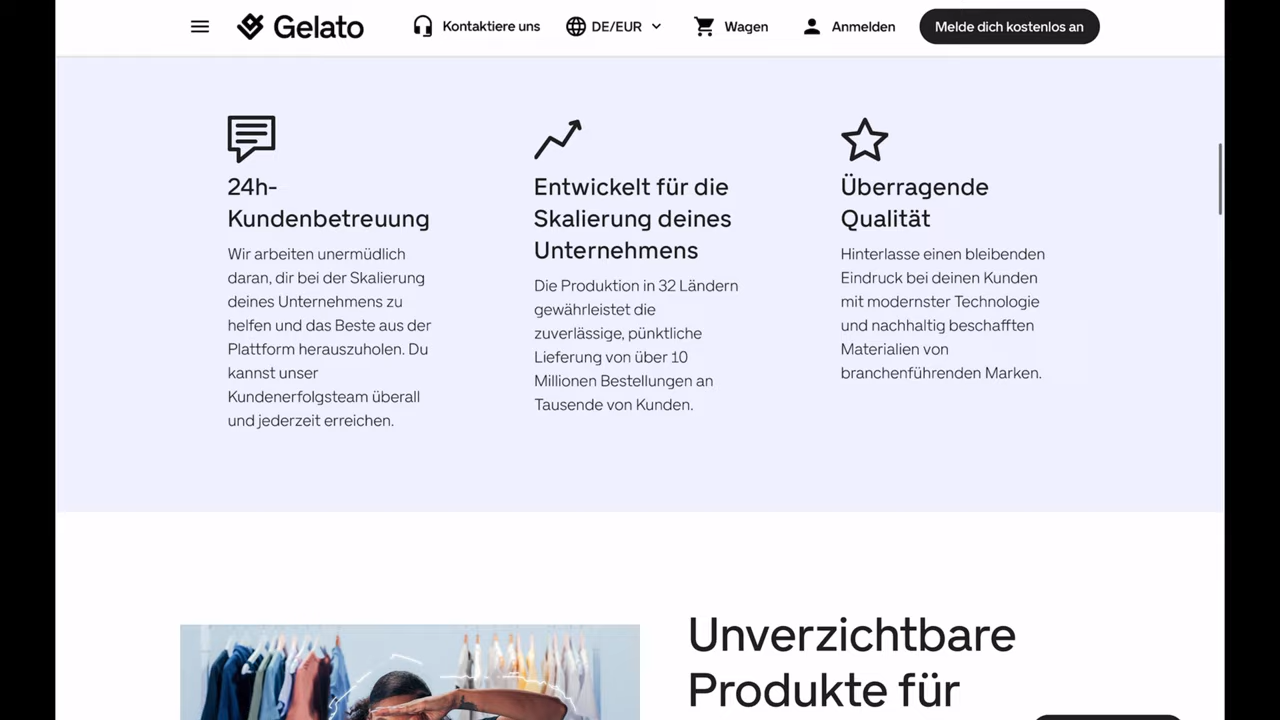 Gelato
Kontaktiere uns
DE/EUR
Wagen
Anmelden
Melde dich kostenlos an
24h-
Kundenbetreuung
Wir arbeiten unermüdlich
daran, dir bei der Skalierung
deines Unternehmens zu
helfen und das Beste aus der
Plattform herauszuholen. Du
kannst unser
Kundenerfolgsteam überall
und jederzeit erreichen.
Entwickelt für die
Skalierung deines
Unternehmens
Die Produktion in 32 Ländern
gewährleistet die
zuverlässige, pünktliche
Lieferung von über 10
Millionen Bestellungen an
Tausende von Kunden.
Überragende
Qualität
Hinterlasse einen bleibenden
Eindruck bei deinen Kunden
mit modernster Technologie
und nachhaltig beschafften
Materialien von
branchenführenden Marken.
Unverzichtbare
Produkte für